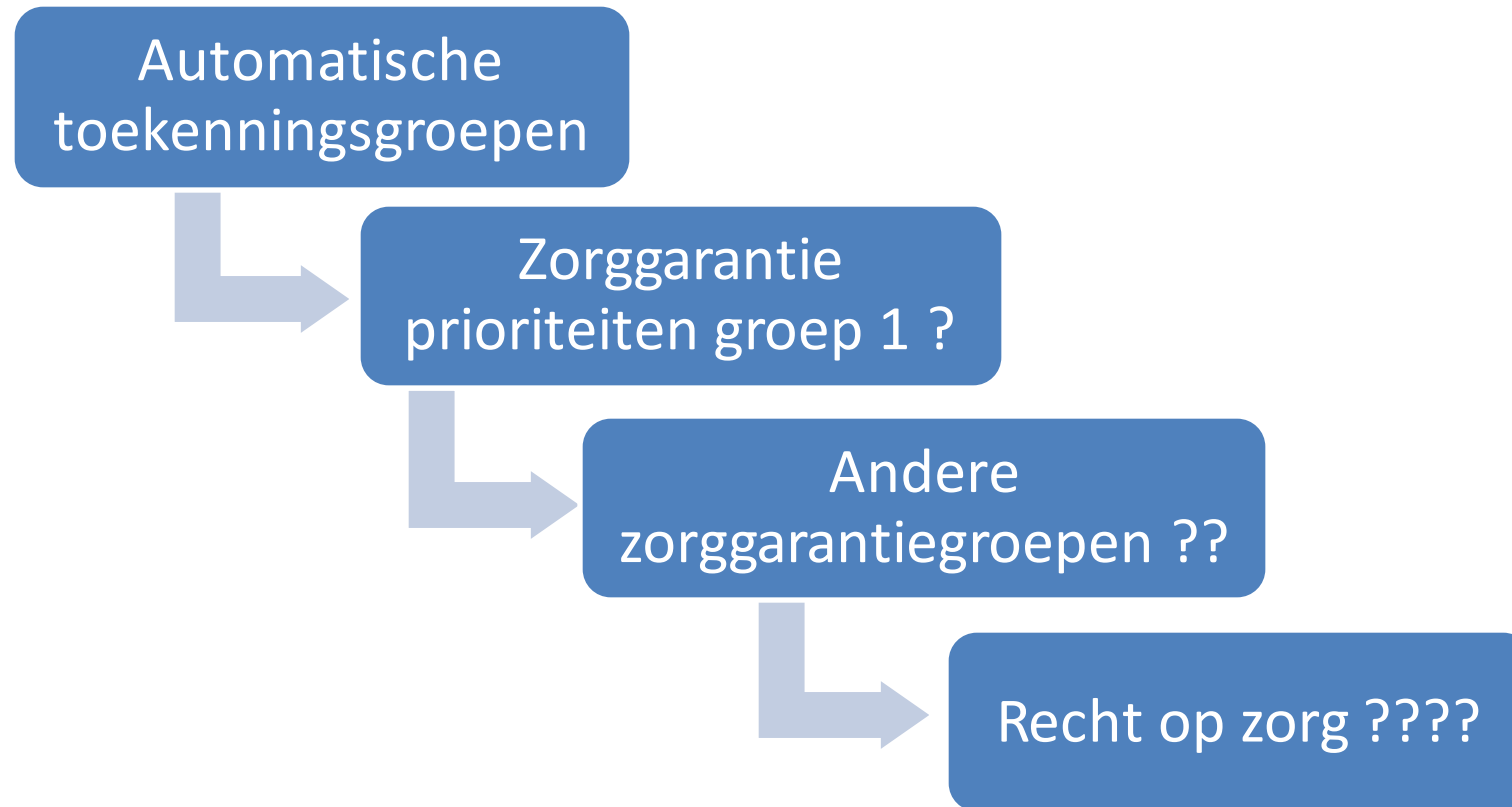 Automatische
toekenningsgroepen
Zorggarantie
prioriteiten groep 1 ?
Andere
zorggarantiegroepen ??
Recht op zorg ????